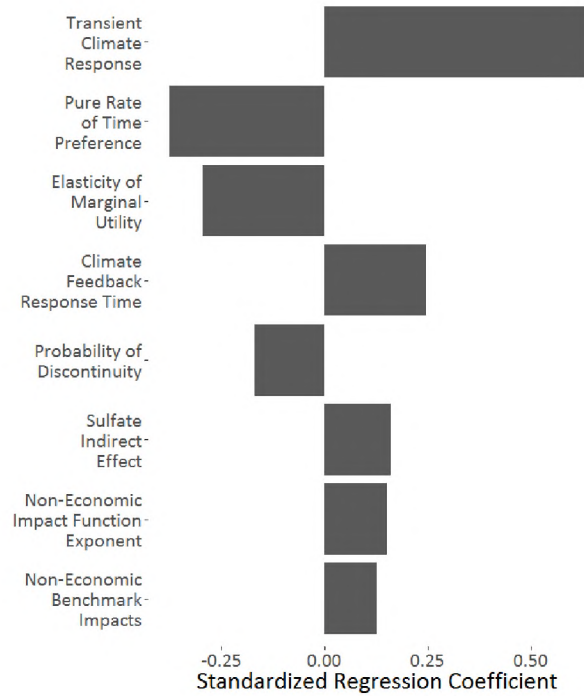 Transient
Climate
Response
Pure Rate
of Time
Preference
Elasticity of
Marginal
Utility
Climate
Feedback
Response Time
Probability of
Discontinuity
Sulfate
Indirect
Effect
Non-Economic
Impact Function
Exponent
Non-Economic
Benchmark
Impacts
-0.25 0.00 0.25 0.50
Standardized Regression Coefficient